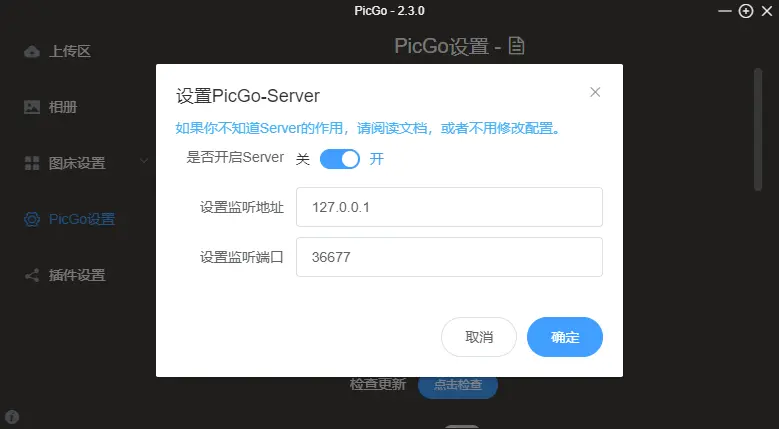 PicGo - 2.3.0
上传区
相册
图床设置
PicGo设置
插件设置
PicGo设置 -
设置PicGo-Server
如果你不知道Server的作用，请阅读文档，或者不用修改配置。
是否开启Server 关 开
设置监听地址 127.0.0.1
设置监听端口 36677
取消 确定
检查更新 点击检查